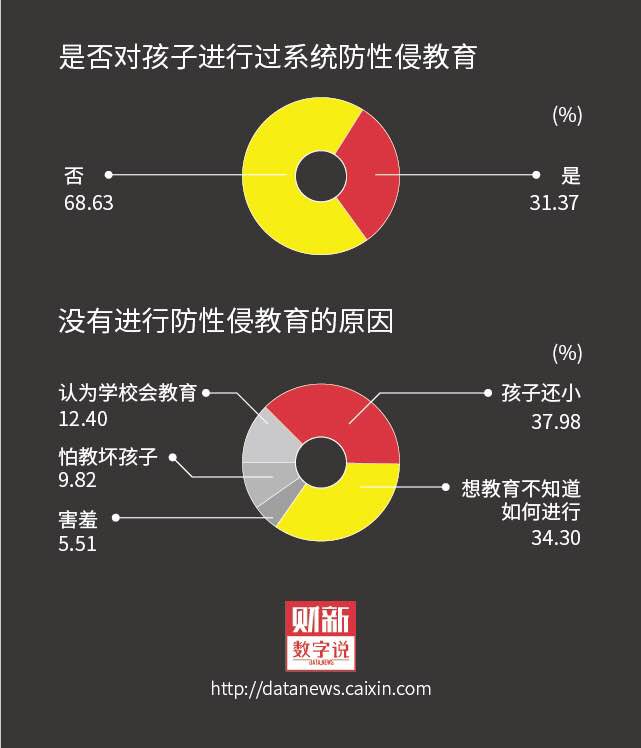 是否对孩子进行过系统防性侵教育
(%)
否
68.63
是
31.37
没有进行防性侵教育的原因
(%)
认为学校会教育
12.40
怕教坏孩子
9.82
害羞
5.51
孩子还小
37.98
想教育不知道
如何进行
34.30
财新
数字说
DATA NEWS
http://datanews.caixin.com